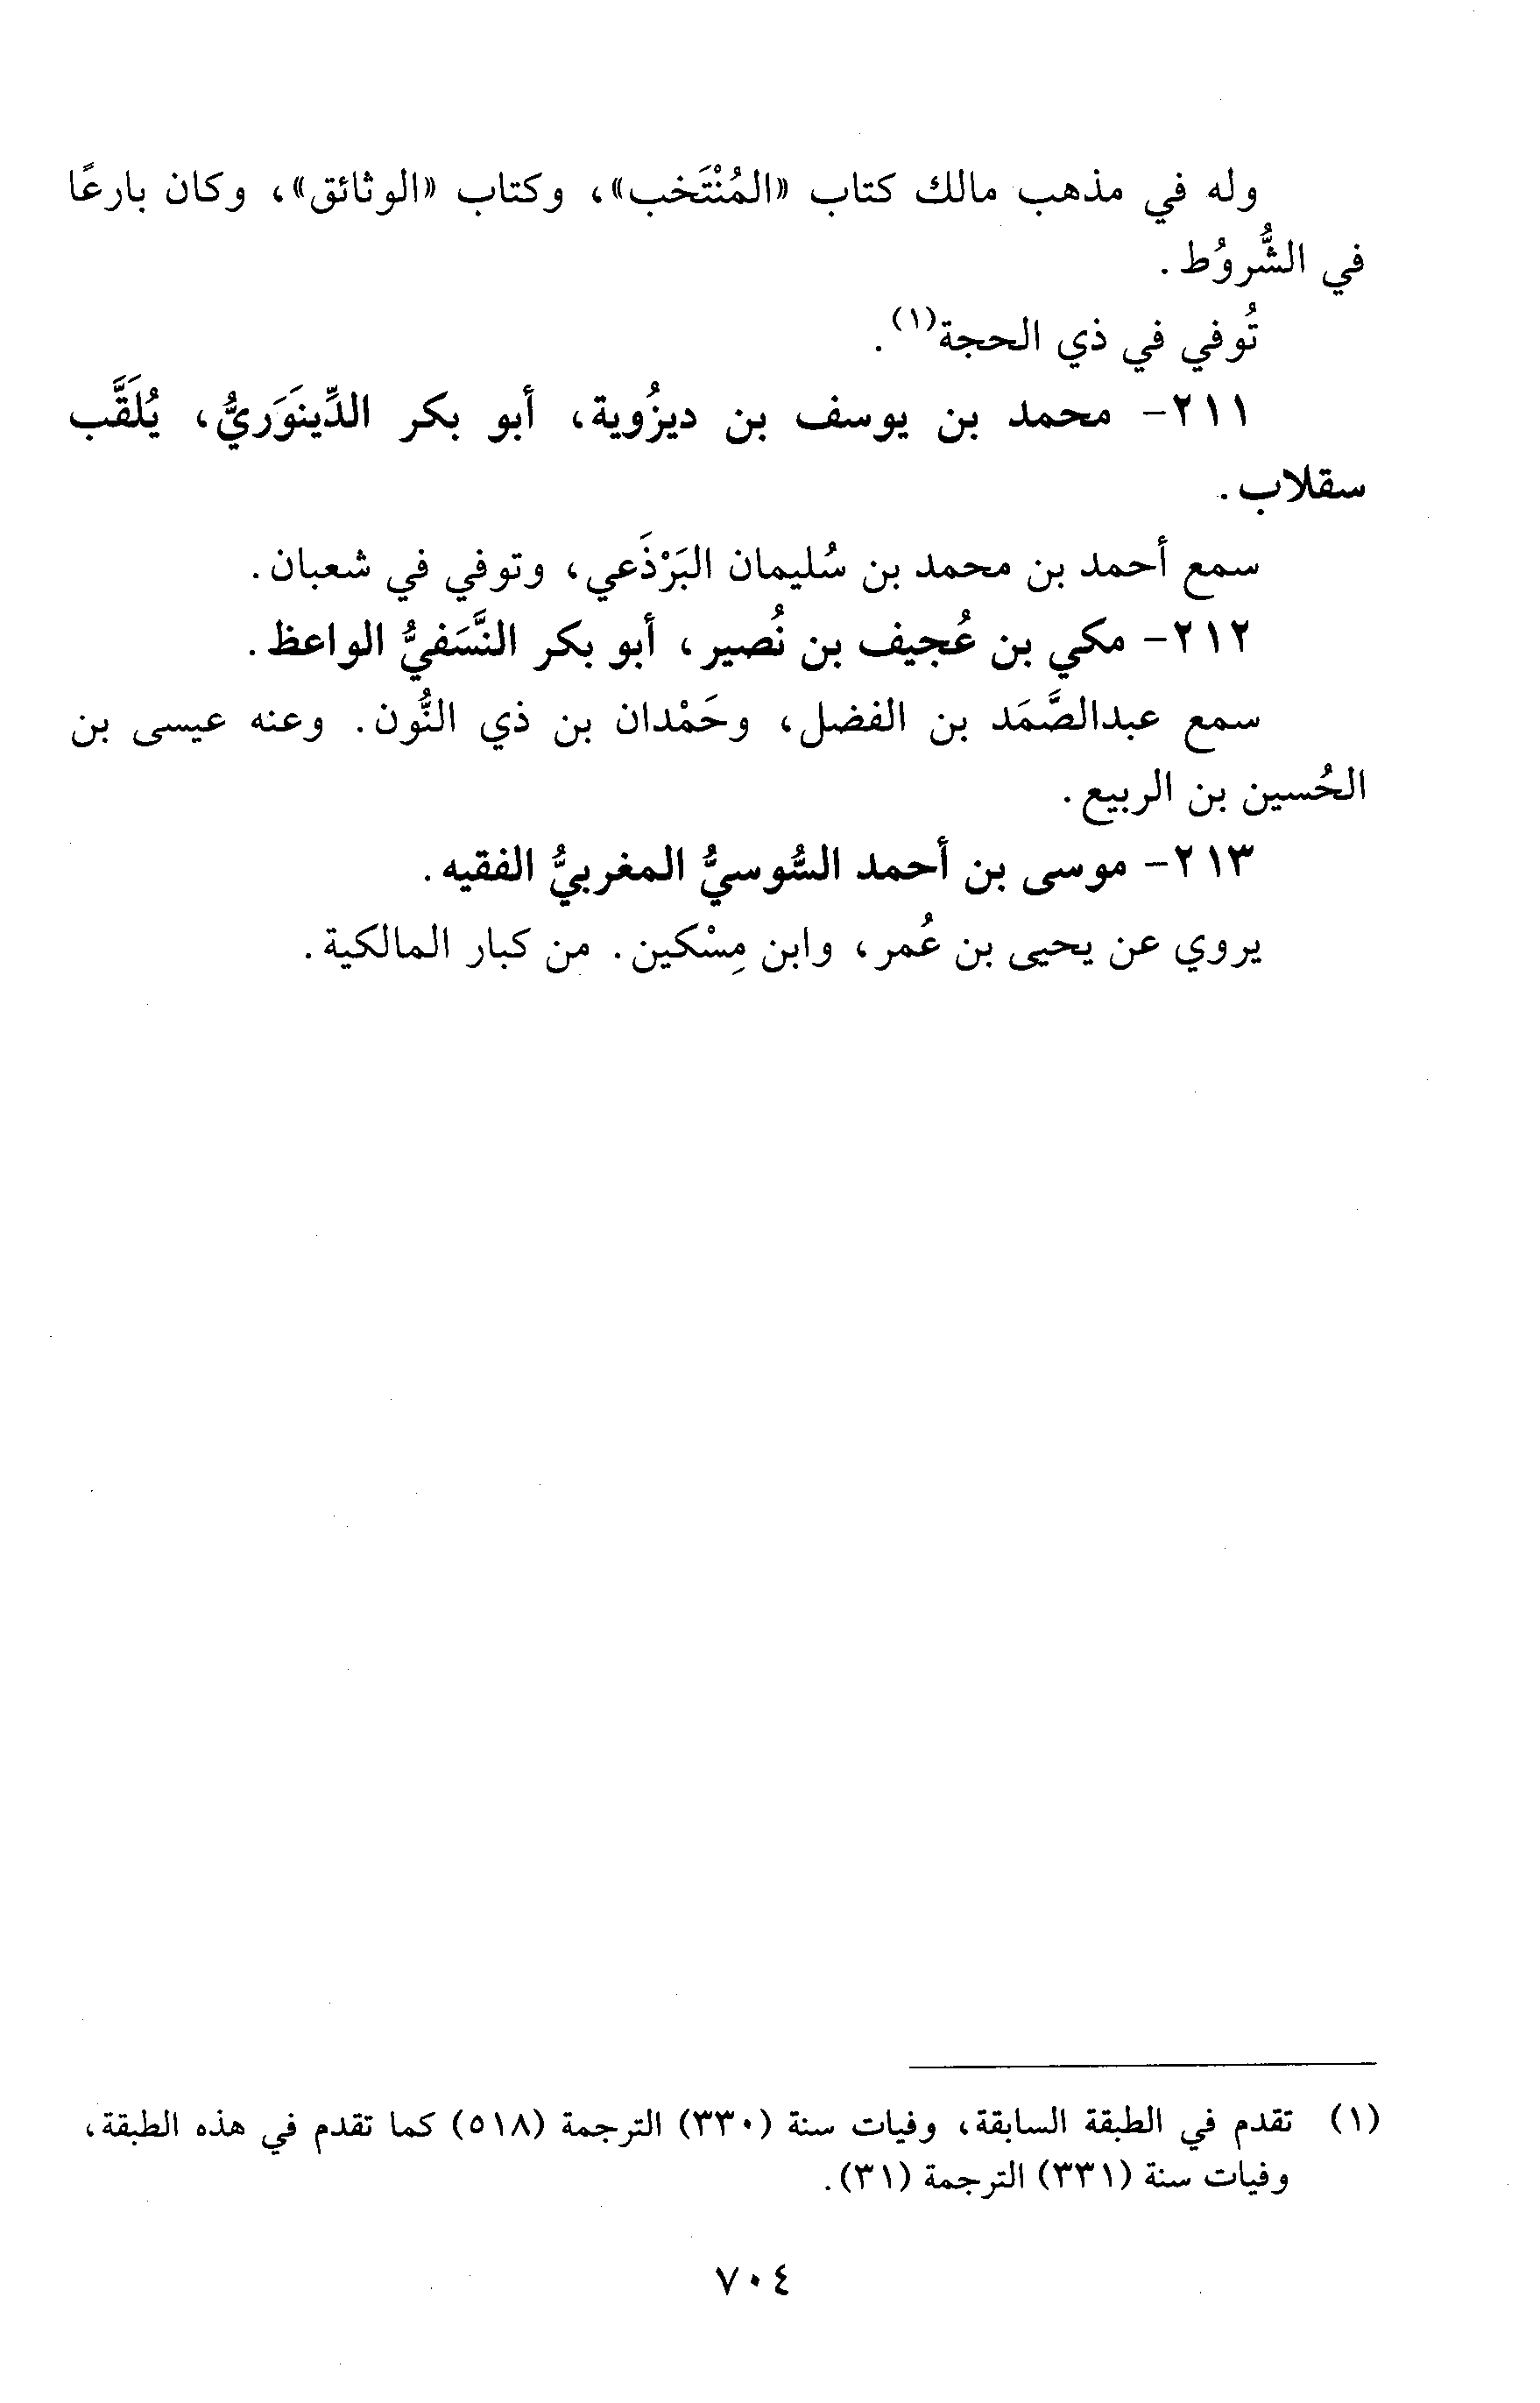 وله في مذهب مالك كتاب «المُنْتَخب»، وكتاب «الوثائق»، وكان بارعًا
في الشُّروُط.
تُوفي في ذي الحجة(١).
٢١١- محمد بن يوسف بن ديزُوية، أبو بكر الدِّينَوَريُّ، يُلَقَّب
سقلاب.
سمع أحمد بن محمد بن سُليمان البَرْذَعي، وتوفي في شعبان.
٢١٢- مكي بن عُجيف بن نُصير، أبو بكر النَّسَفيُّ الواعظ.
سمع عبدالصَّمَد بن الفضل، وحَمْدان بن ذي النُّون. وعنه عيسى بن
الحُسين بن الربيع.
٢١٣- موسى بن أحمد السُّوسيُّ المغربيُّ الفقيه.
يروي عن يحيى بن عُمر، وابن مِسْكين. من كبار المالكية.
(١) تقدم في الطبقة السابقة، وفيات سنة (٣٣٠) الترجمة (٥١٨) كما تقدم في هذه الطبقة،
وفيات سنة (٣٣١) الترجمة (٣١).
٧٠٤